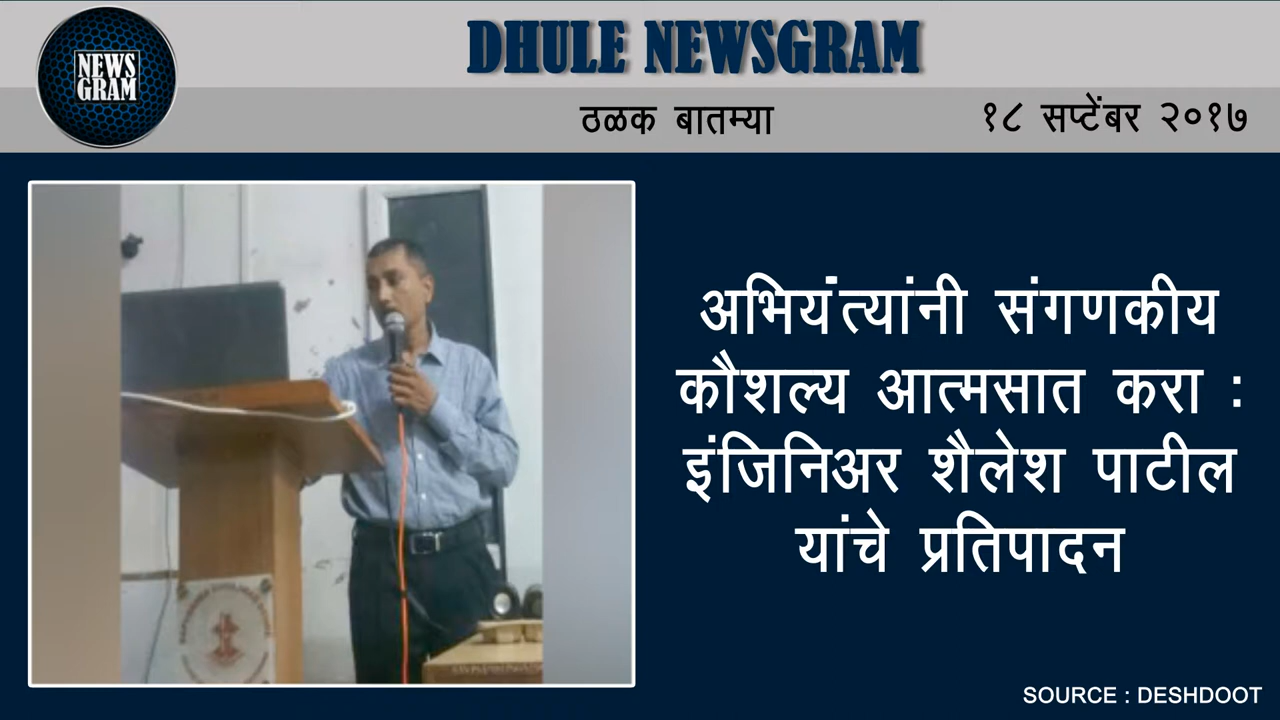 NEWS
GRAM
DHULE NEWSGRAM
ठळक बातम्या
१८ सप्टेंबर २०१७
अभियंत्यांनी संगणकीय
कौशल्य आत्मसात करा :
इंजिनिअर शैलेश पाटील
यांचे प्रतिपादन
SOURCE : DESHDOOT